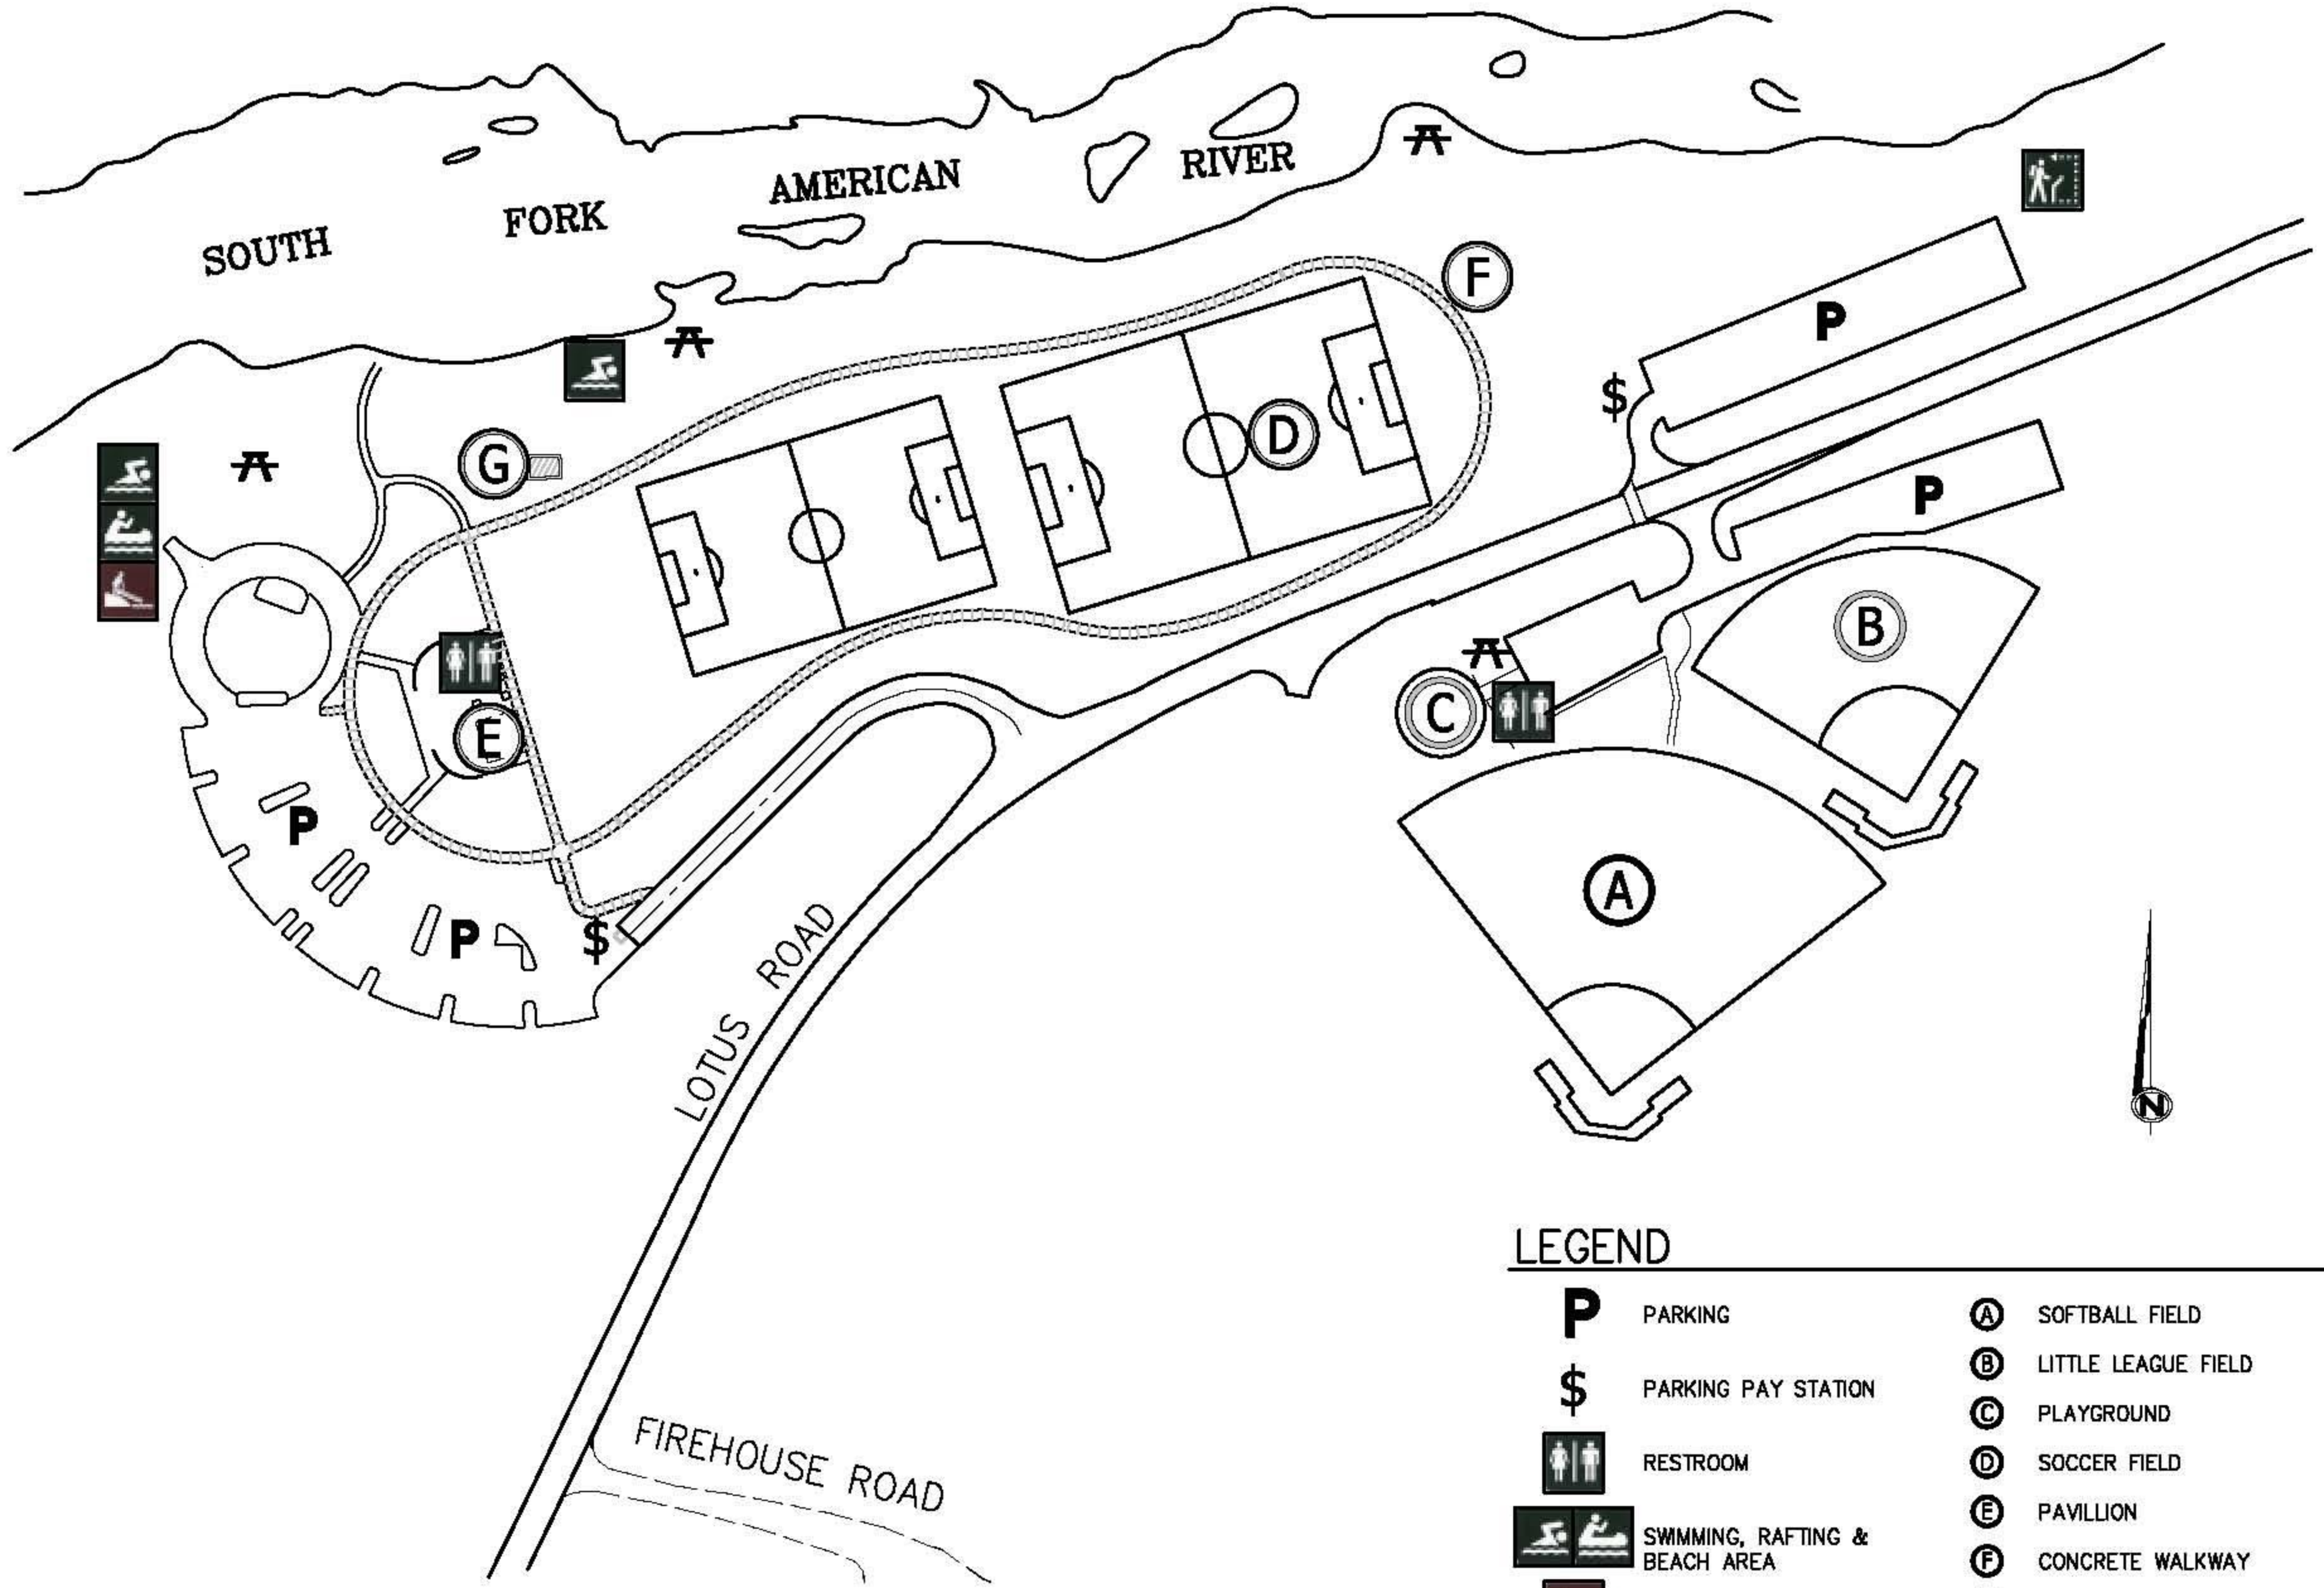 SOUTH FORK AMERICAN RIVER
F
P
$
D
G
P
B
C
E
A
P
P
$
LOTUS ROAD
N
FIREHOUSE ROAD
LEGEND
P PARKING
$ PARKING PAY STATION
RESTROOM
SWIMMING, RAFTING &
BEACH AREA
A SOFTBALL FIELD
B LITTLE LEAGUE FIELD
C PLAYGROUND
D SOCCER FIELD
E PAVILLION
F CONCRETE WALKWAY